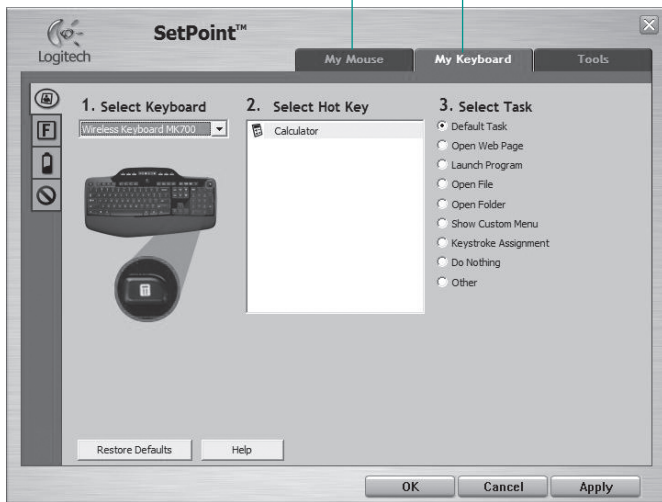 SetPoint™
Logitech
My Mouse
My Keyboard
Tools
1. Select Keyboard
Wireless Keyboard MK700
2. Select Hot Key
Calculator
3. Select Task
Default Task
Open Web Page
Launch Program
Open File
Open Folder
Show Custom Menu
Keystroke Assignment
Do Nothing
Other
F
Restore Defaults
Help
OK
Cancel
Apply